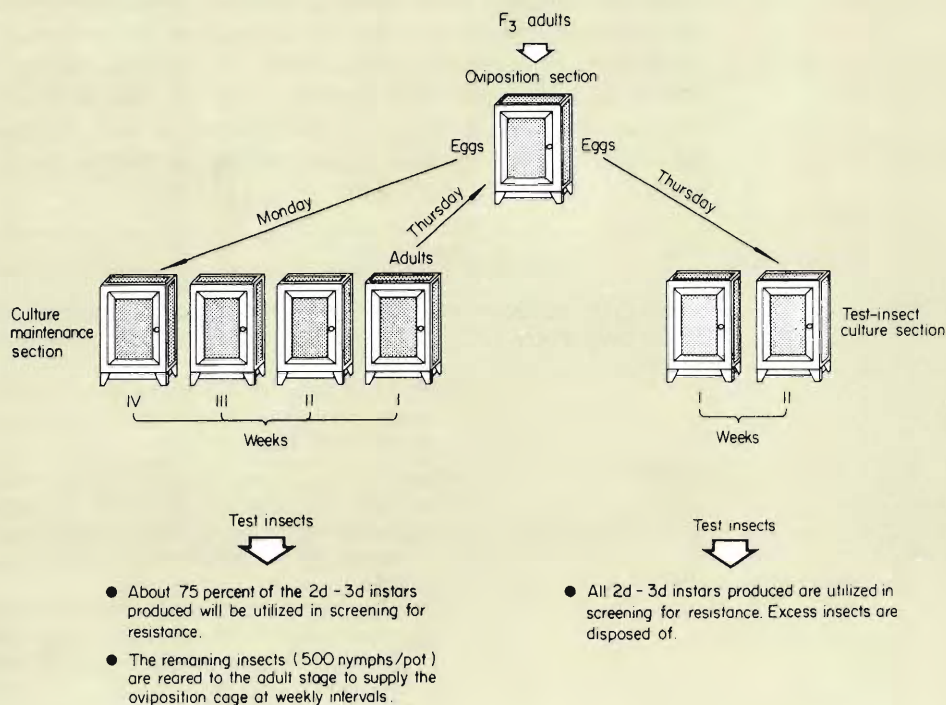 F3 adults
Oviposition section
Eggs
Eggs
Monday
Thursday
Thursday
Adults
Culture
maintenance
section
Test-insect
culture section
IV
III
II
I
Weeks
I
II
Weeks
Test insects
● About 75 percent of the 2d - 3d instars
produced will be utilized in screening for
resistance.
● The remaining insects (500 nymphs/pot)
are reared to the adult stage to supply the
oviposition cage at weekly intervals.
Test insects
● All 2d - 3d instars produced are utilized in
screening for resistance. Excess insects are
disposed of.